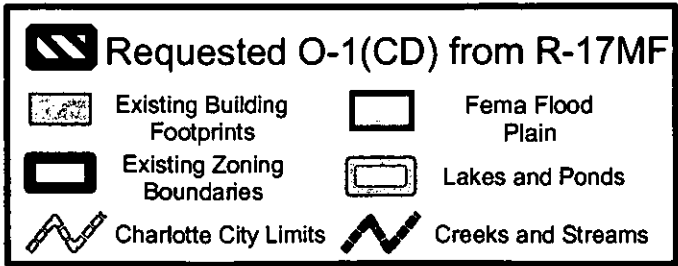 Requested O-1(CD) from R-17MF
Existing Building
Footprints
Fema Flood
Plain
Existing Zoning
Boundaries
Lakes and Ponds
Charlotte City Limits
Creeks and Streams